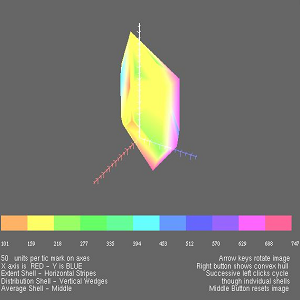 101 159 218 277 335 394 453 512 570 629 688 747
50 units per tic mark on axes
X axis is RED - Y is BLUE
Extent Shell - Horizontal Stripes
Distribution Shell - Vertical Wedges
Average Shell - Middle
Arrow keys rotate image
Right button shows convex hull
Successive left clicks cycle
though individual shells
Middle Button resets image